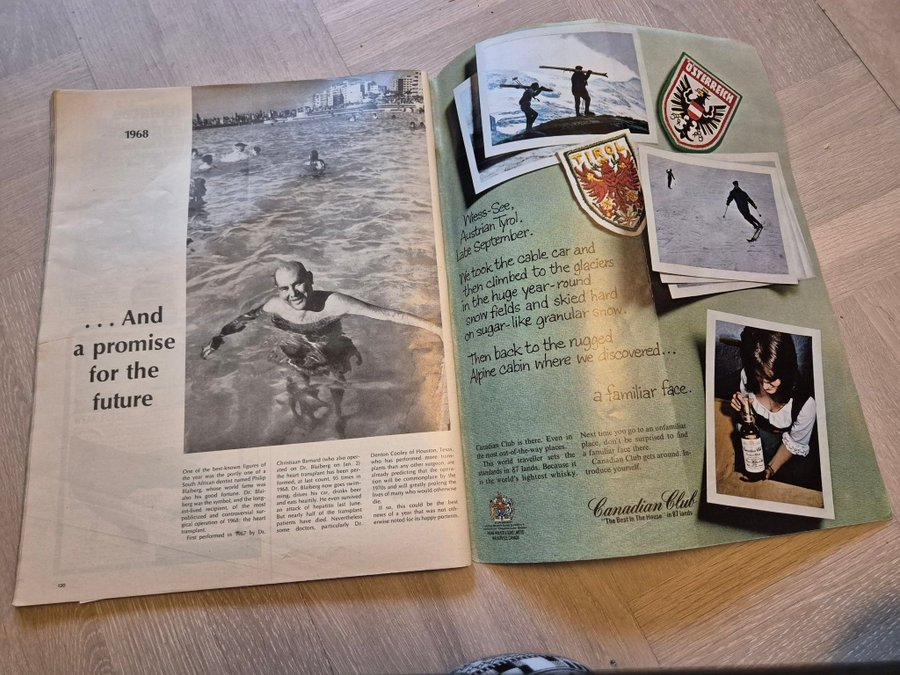 1968
. . . And
a promise
for the
future
One of the best-known figures of
the year was the portly one of a
South African dentist named Philip
Blaiberg, whose world fame was
also his good fortune. Dr. Blai-
berg was the symbol, and the long-
est-lived recipient, of the most
publicized and controversial sur-
gical operation of 1968: the heart
transplant.
First performed in 1967 by Dr.
Christiaan Barnard (who also oper-
ated on Dr. Blaiberg on Jan. 2)
the heart transplant has been per-
formed, at last count, 95 times in
1968. Dr. Blaiberg now goes swim-
ming, drives his car, drinks beer
and eats heartily. He even survived
an attack of hepatitis last June.
But nearly half of the transplant
patients have died. Nevertheless
some doctors, particularly Dr.
Denton Cooley of Houston, Texas,
who has performed more trans-
plants than any other surgeon, are
already predicting that the opera-
tion will be commonplace by the
1970s and will greatly prolong the
lives of many who would otherwise
die.
If so, this could be the best
news of a year that was not oth-
erwise noted for its happy portents.
120
ÖSTERREICH
TIROL
Wiess-See,
Austrian Tyrol,
Late September.
We took the cable car and
then climbed to the glaciers
in the huge year-round
snow fields and skied hard
on sugar-like granular snow.
Then back to the rugged
Alpine cabin where we discovered...
a familiar face.
Canadian Club is there. Even in
the most out-of-the-way places.
This world traveller sets the
standards in 87 lands. Because it
is the world's lightest whisky.
Next time you go to an unfamiliar
place, don't be surprised to find
a familiar face there.
Canadian Club gets around. In-
troduce yourself.
Canadian Club
"The Best In The House" in 87 lands